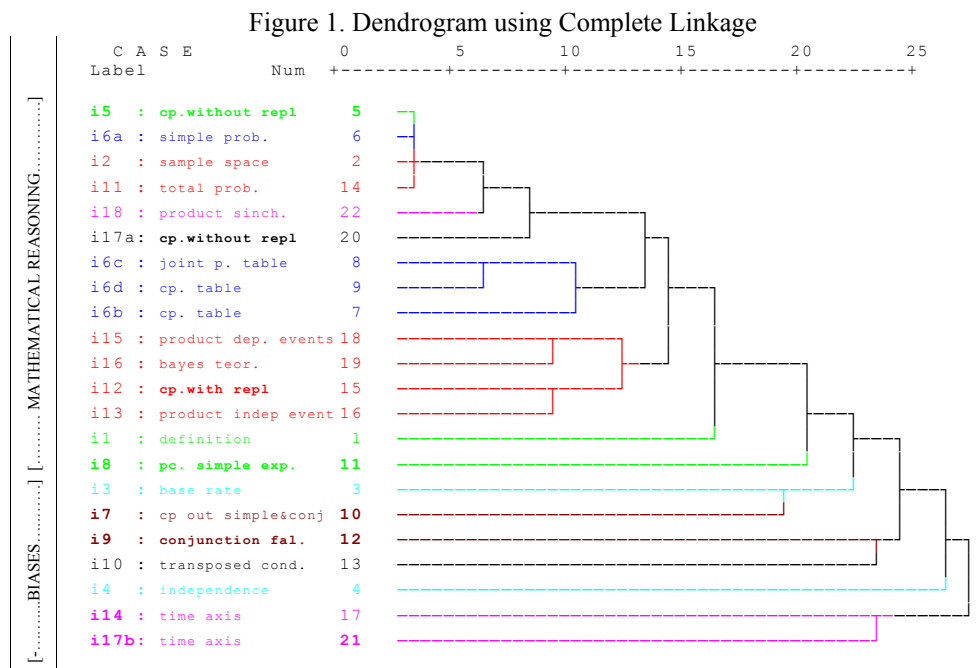 Figure 1. Dendrogram using Complete Linkage
C A S E 0 5 10 15 20 25
Label Num +---------+---------+---------+---------+---------+
i5 : cp.without repl 5
i6a : simple prob. 6
i2 : sample space 2
i11 : total prob. 14
i18 : product sinch. 22
i17a: cp.without repl 20
i6c : joint p. table 8
i6d : cp. table 9
i6b : cp. table 7
i15 : product dep. events 18
i16 : bayes teor. 19
i12 : cp.with repl 15
i13 : product indep event 16
i1 : definition 1
i8 : pc. simple exp. 11
i3 : base rate 3
i7 : cp out simple&conj 10
i9 : conjunction fal. 12
i10 : transposed cond. 13
i4 : independence 4
i14 : time axis 17
i17b: time axis 21
[-.......BIASES............] [.......... MATHEMATICAL REASONING...............]